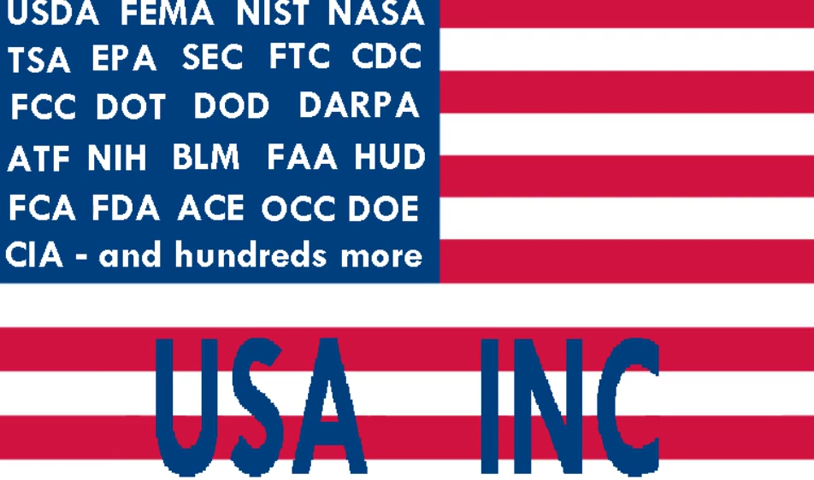 USDA FEMA NIST NASA
TSA EPA SEC FTC CDC
FCC DOT DOD DARPA
ATF NIH BLM FAA HUD
FCA FDA ACE OCC DOE
CIA - and hundreds more
USA INC